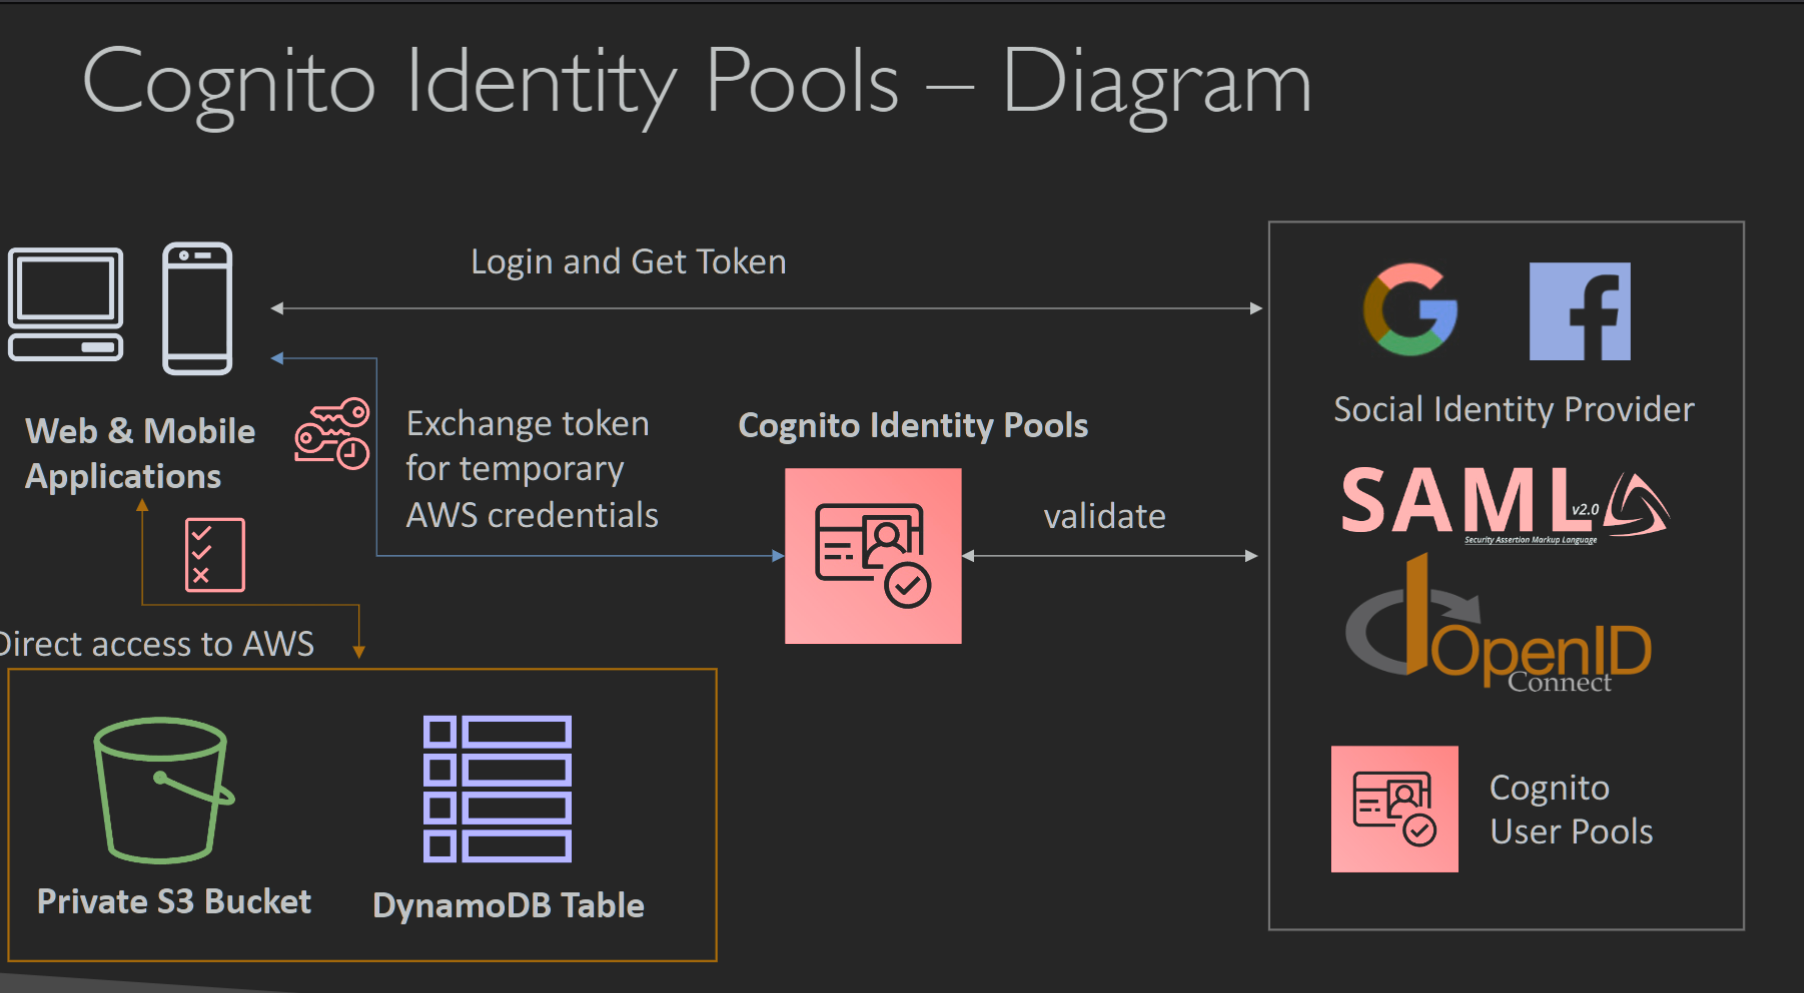 Cognito Identity Pools – Diagram
Login and Get Token
Web & Mobile
Applications
Exchange token
for temporary
AWS credentials
Cognito Identity Pools
validate
Social Identity Provider
SAML v2.0
Security Assertion Markup Language
OpenID
Connect
Cognito
User Pools
Direct access to AWS
Private S3 Bucket
DynamoDB Table